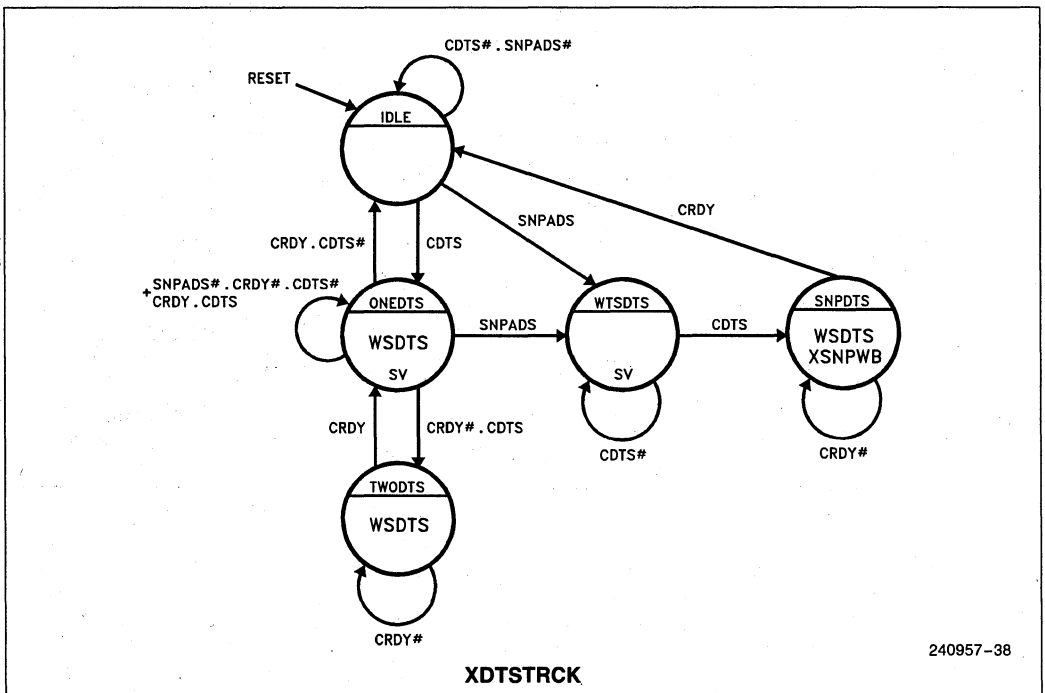 CDTS# . SNPADS#
RESET
IDLE
CRDY
SNPADS
CRDY . CDTS#
CDTS
+ SNPADS# . CRDY# . CDTS#
CRDY . CDTS
ONEDTS
WSDTS
SV
SNPADS
WTSDTS
SV
CDTS
SNPDTS
WSDTS
XSNPWB
CRDY
CRDY# . CDTS
CDTS#
CRDY#
TWODTS
WSDTS
CRDY#
240957-38
XDTSTRCK